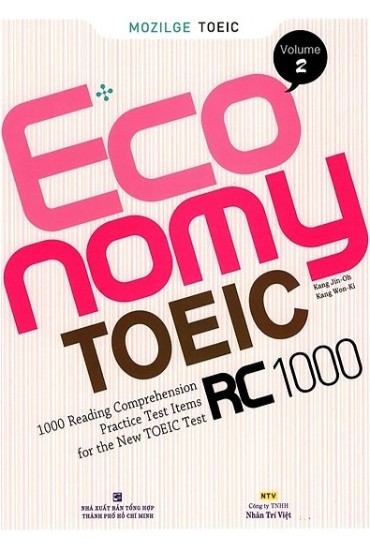 MOZILGE TOEIC
Volume
2
Eco
nomy
Kang Jin-Oh
Kang Won-Ki
TOEIC
RC 1000
1000 Reading Comprehension
Practice Test Items
for the New TOEIC Test
NHÀ XUẤT BẢN TỔNG HỢP
THÀNH PHỐ HỒ CHÍ MINH
NTV
Công ty TNHH
Nhân Trí Việt